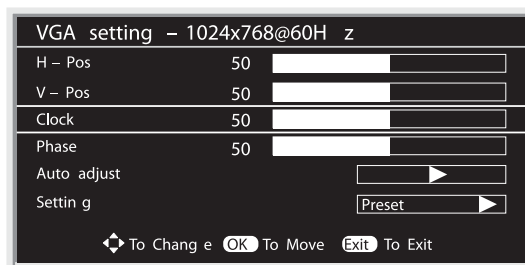 VGA setting – 1024x768@60H z
H – Pos 50
V – Pos 50
Clock 50
Phase 50
Auto adjust
Settin g Preset
To Chang e OK To Move Exit To Exit